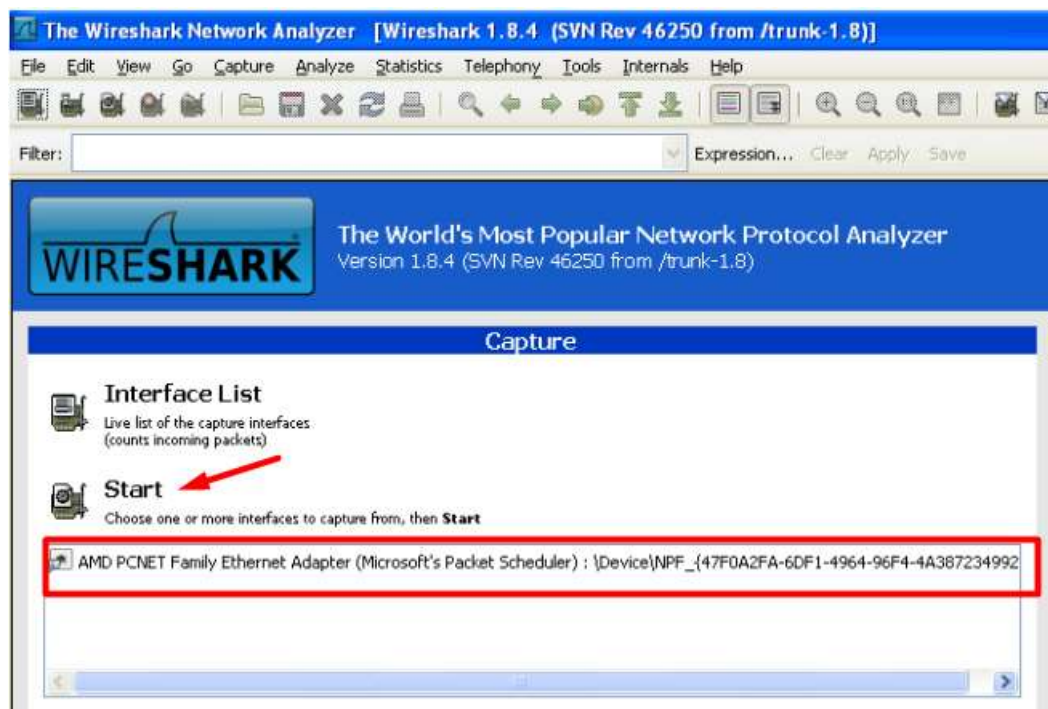 The Wireshark Network Analyzer [Wireshark 1.8.4 (SVN Rev 46250 from /trunk-1.8)]
File Edit View Go Capture Analyze Statistics Telephony Tools Internals Help
Filter: Expression... Clear Apply Save
WIRESHARK
The World's Most Popular Network Protocol Analyzer
Version 1.8.4 (SVN Rev 46250 from /trunk-1.8)
Capture
Interface List
Live list of the capture interfaces
(counts incoming packets)
Start
Choose one or more interfaces to capture from, then Start
AMD PCNET Family Ethernet Adapter (Microsoft's Packet Scheduler) : \Device\NPF_{47F0A2FA-6DF1-4964-96F4-4A387234992